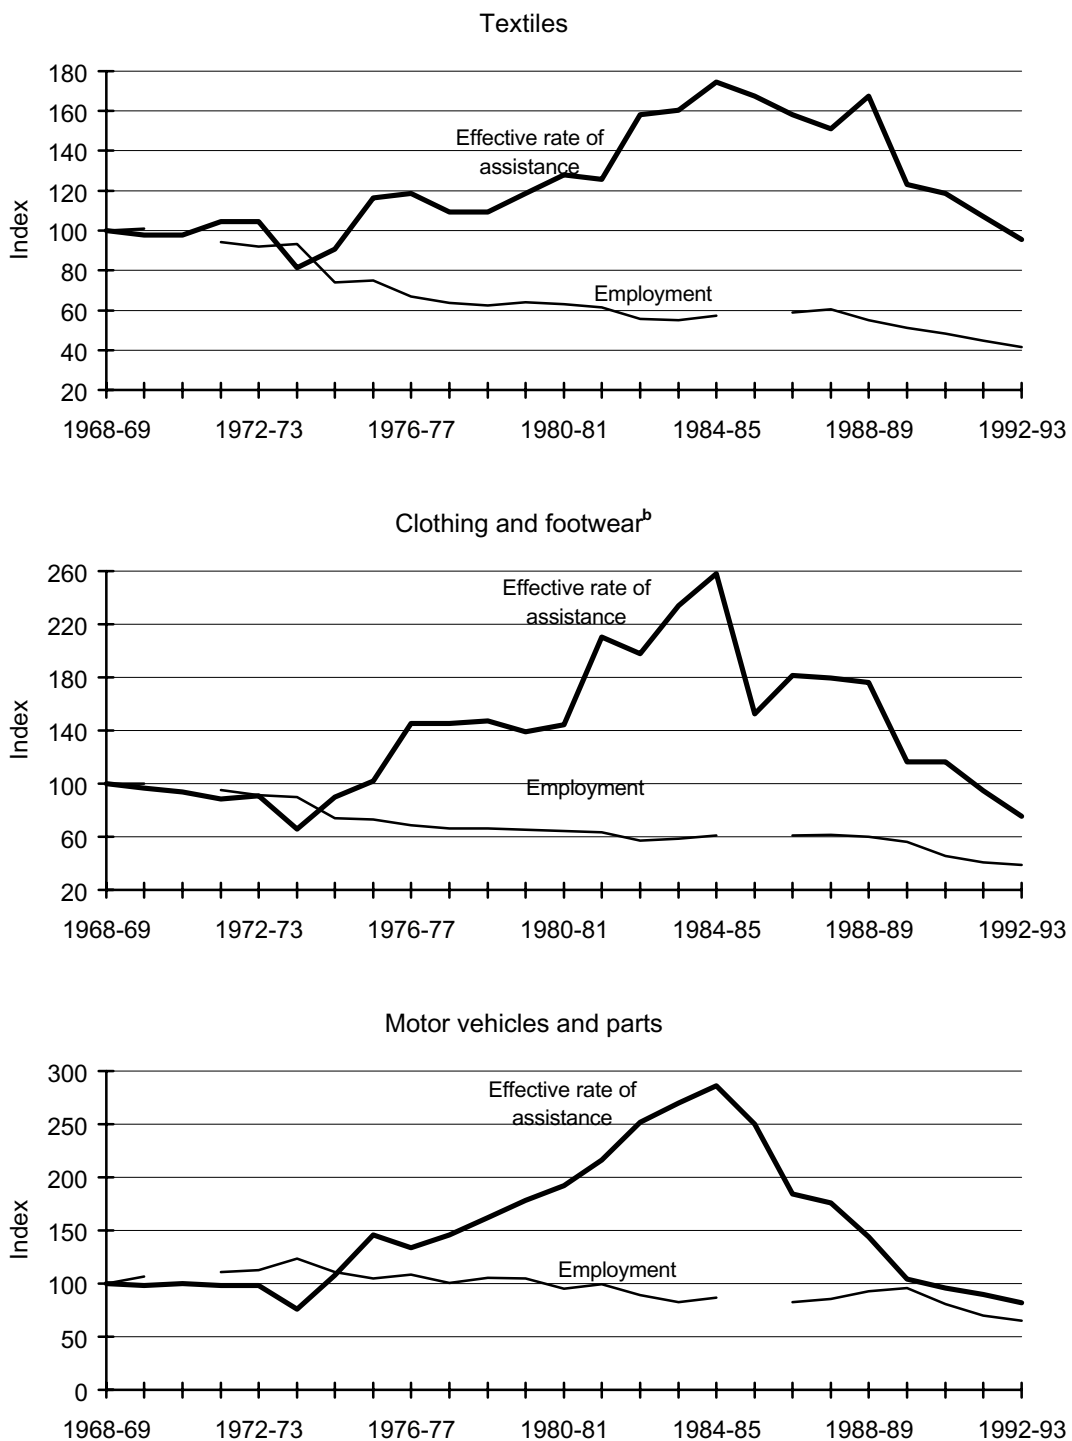 Textiles
180
160
140
120
100
80
60
40
20
Index
Effective rate of
assistance
Employment
1968-69 1972-73 1976-77 1980-81 1984-85 1988-89 1992-93
Clothing and footwearᵇ
260
220
180
140
100
60
20
Index
Effective rate of
assistance
Employment
1968-69 1972-73 1976-77 1980-81 1984-85 1988-89 1992-93
Motor vehicles and parts
300
250
200
150
100
50
0
Index
Effective rate of
assistance
Employment
1968-69 1972-73 1976-77 1980-81 1984-85 1988-89 1992-93